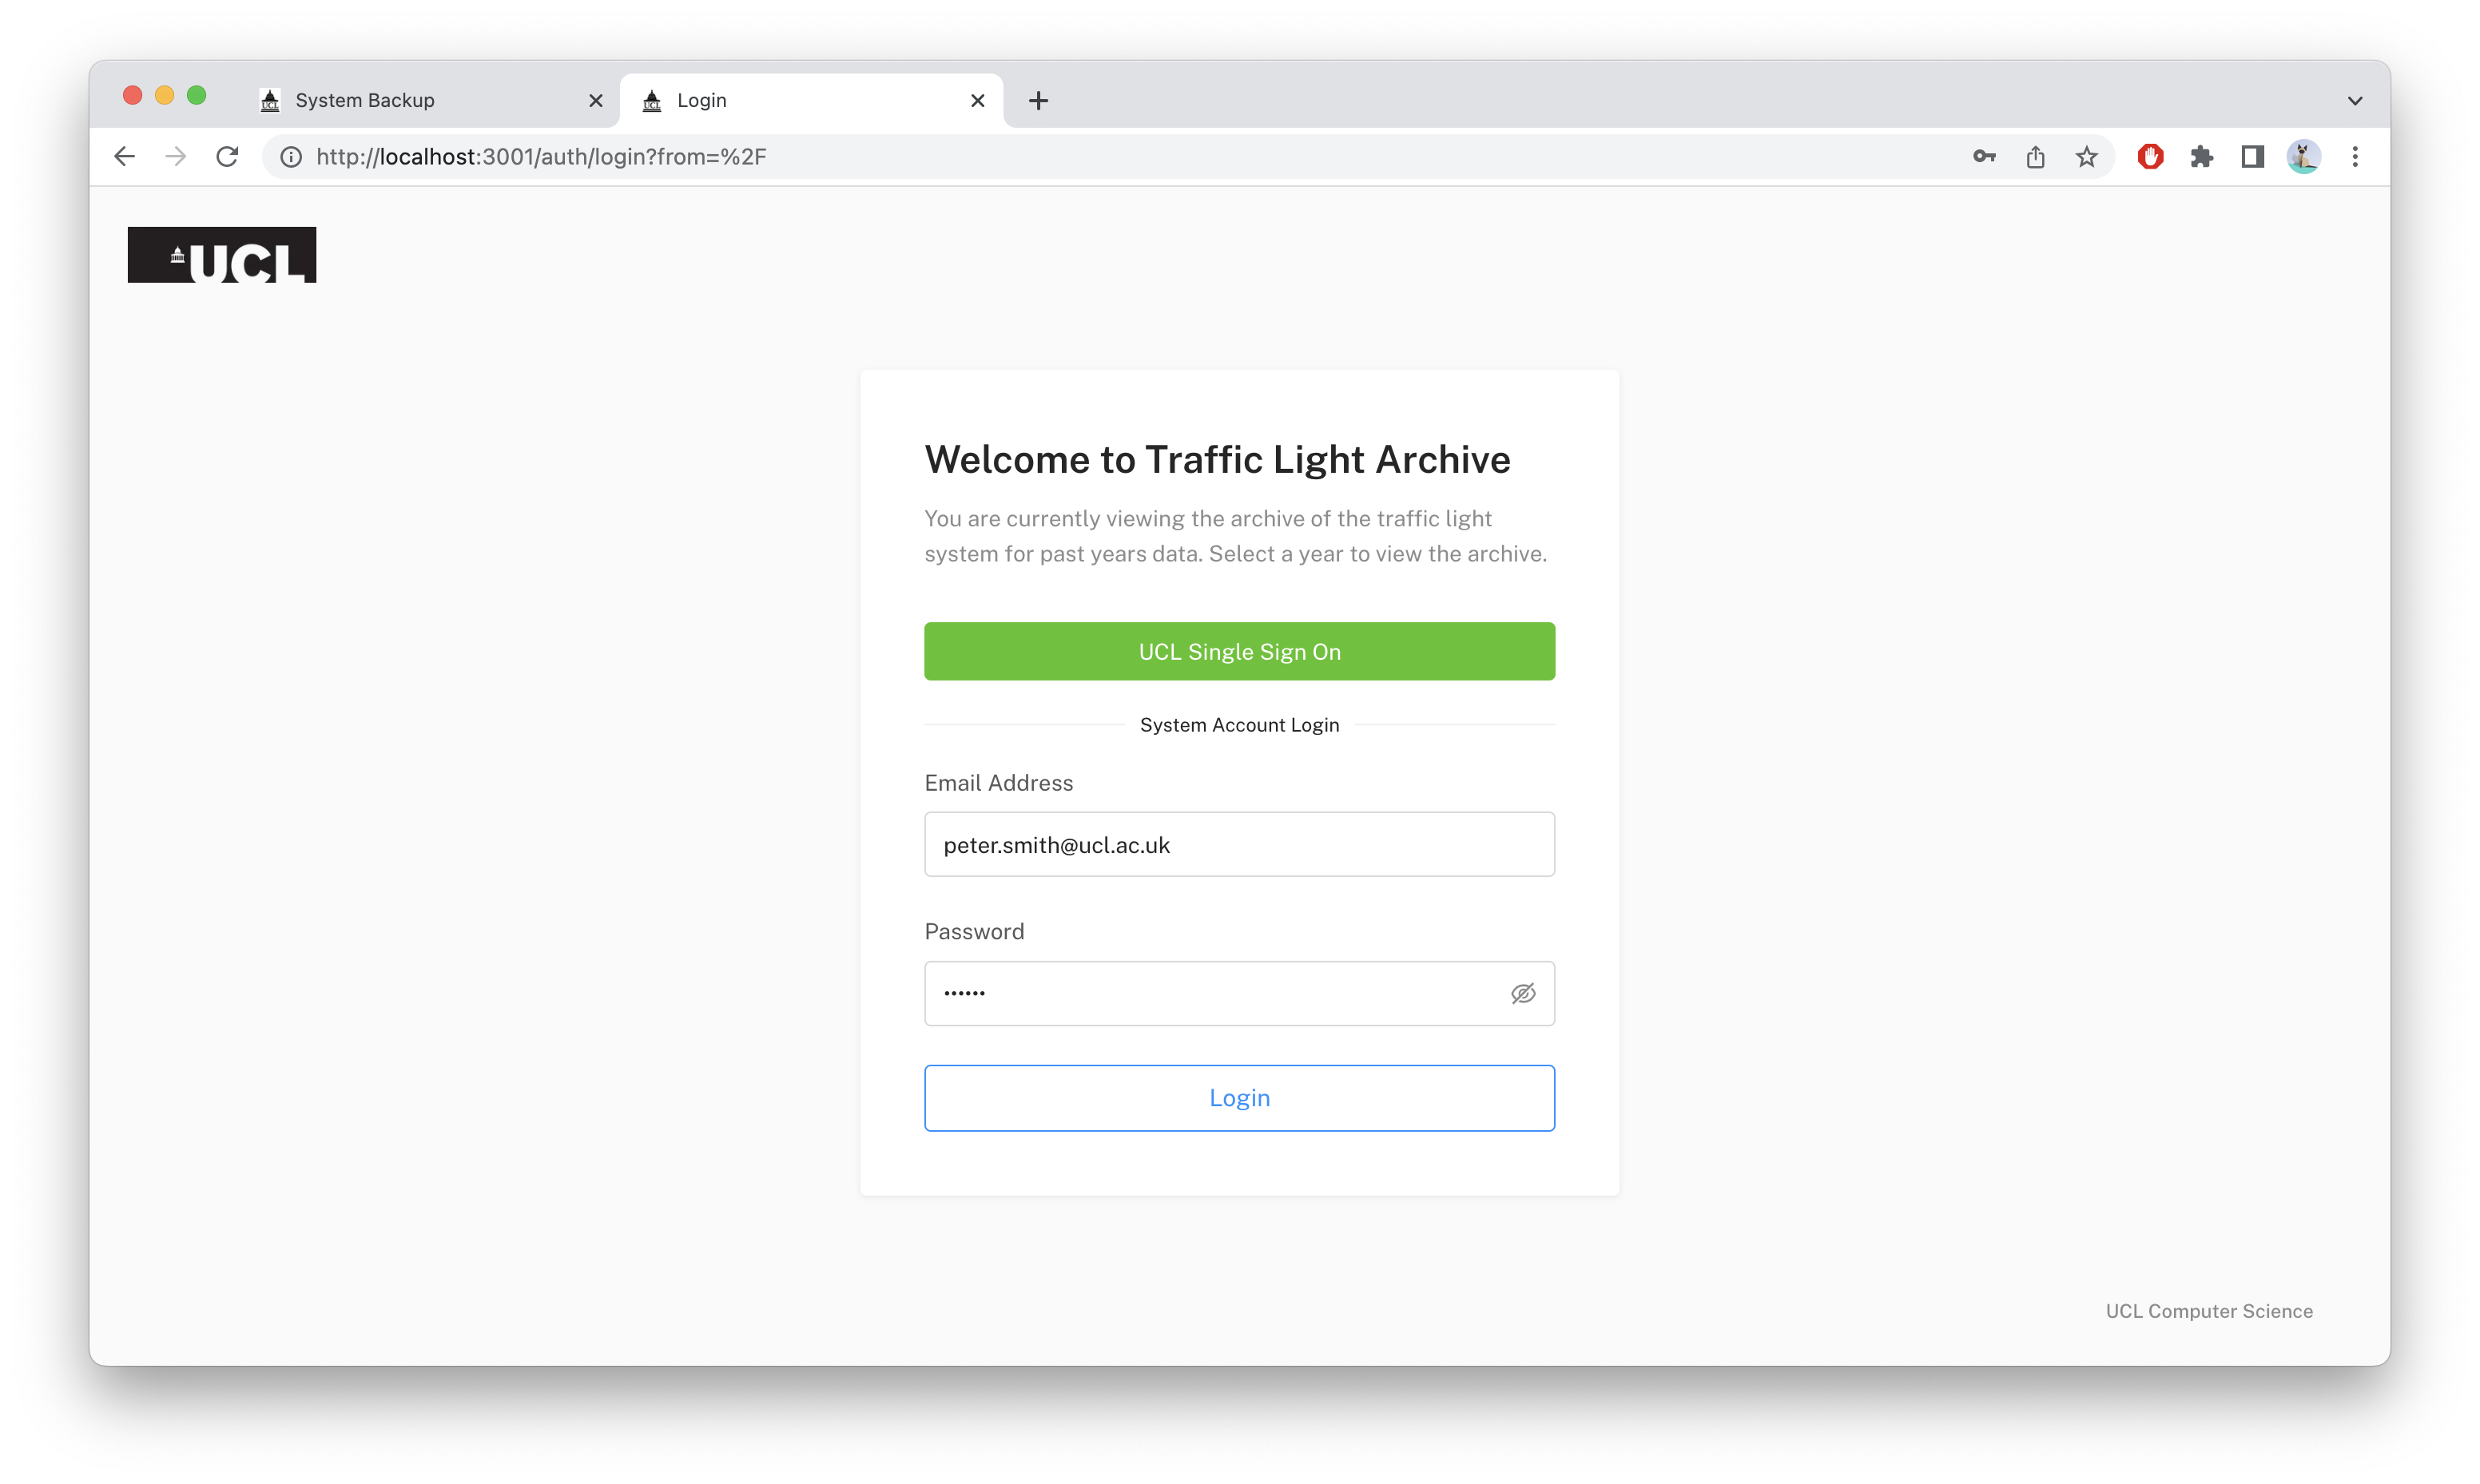 System Backup
Login
http://localhost:3001/auth/login?from=%2F
UCL
Welcome to Traffic Light Archive
You are currently viewing the archive of the traffic light
system for past years data. Select a year to view the archive.
UCL Single Sign On
System Account Login
Email Address
peter.smith@ucl.ac.uk
Password
••••••
Login
UCL Computer Science